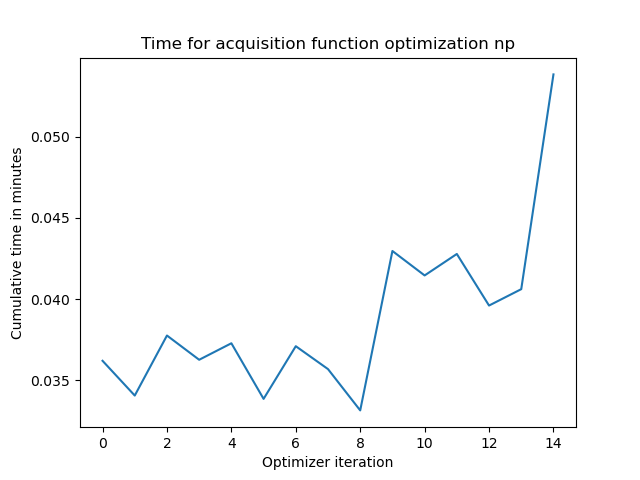 Time for acquisition function optimization np
Cumulative time in minutes
0.050
0.045
0.040
0.035
0 2 4 6 8 10 12 14
Optimizer iteration